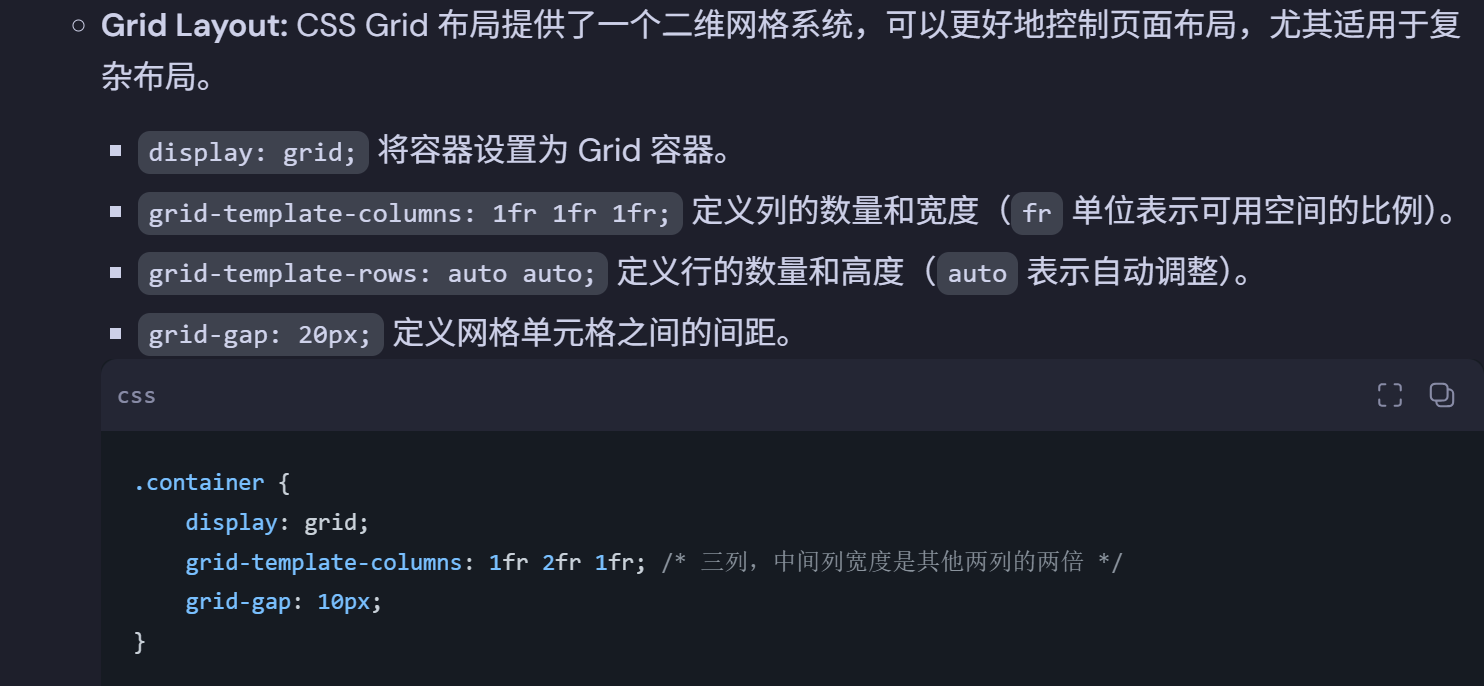 Grid Layout: CSS Grid 布局提供了一个二维网格系统，可以更好地控制页面布局，尤其适用于复
杂布局。
display: grid; 将容器设置为 Grid 容器。
grid-template-columns: 1fr 1fr 1fr; 定义列的数量和宽度（fr 单位表示可用空间的比例）。
grid-template-rows: auto auto; 定义行的数量和高度（auto 表示自动调整）。
grid-gap: 20px; 定义网格单元格之间的间距。
css
.container {
    display: grid;
    grid-template-columns: 1fr 2fr 1fr; /* 三列，中间列宽度是其他两列的两倍 */
    grid-gap: 10px;
}